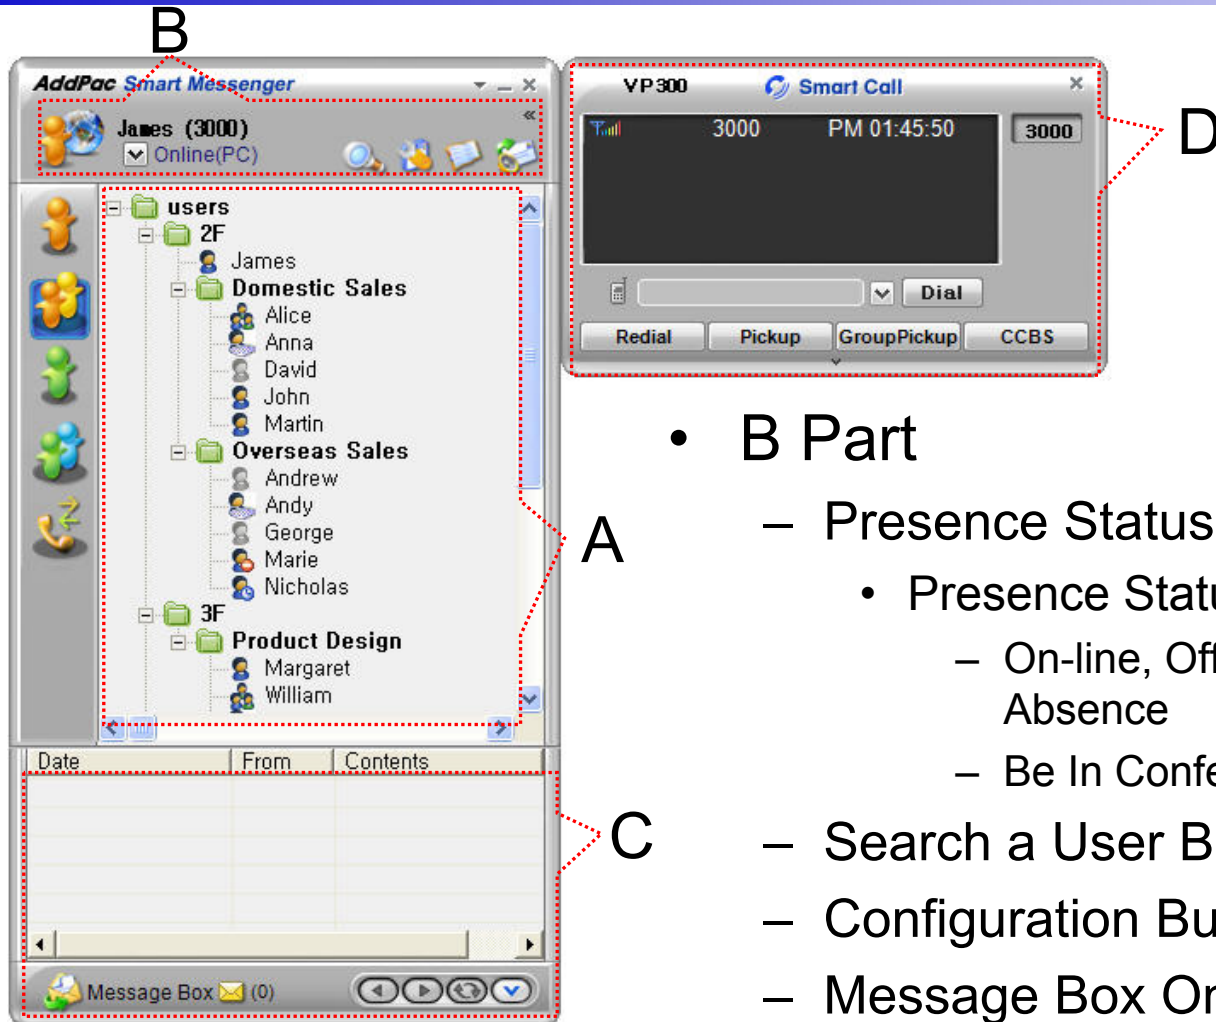 B
AddPac Smart Messenger
James (3000)
Online(PC)
users
2F
James
Domestic Sales
Alice
Anna
David
John
Martin
Overseas Sales
Andrew
Andy
George
Marie
Nicholas
3F
Product Design
Margaret
William
A
Date From Contents
C
Message Box (0)
VP300 Smart Call
3000 PM 01:45:50 3000
D
Dial
Redial Pickup GroupPickup CCBS
• B Part
– Presence Status
• Presence Statu
– On-line, Off
Absence
– Be In Confe
– Search a User B
– Configuration Bu
– Message Box On